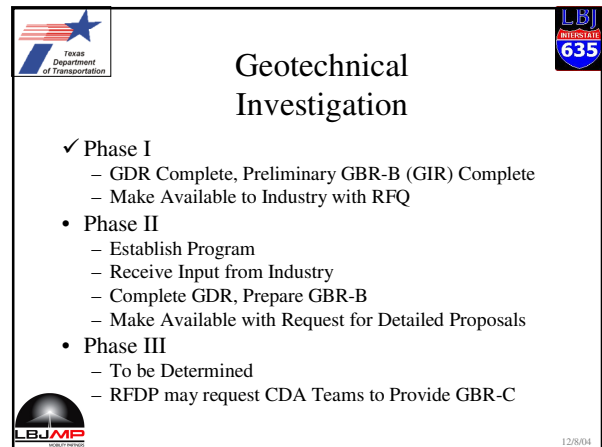 Texas
Department
of Transportation
LBJ
INTERSTATE
635
Geotechnical
Investigation
✓ Phase I
– GDR Complete, Preliminary GBR-B (GIR) Complete
– Make Available to Industry with RFQ
• Phase II
– Establish Program
– Receive Input from Industry
– Complete GDR, Prepare GBR-B
– Make Available with Request for Detailed Proposals
• Phase III
– To be Determined
– RFDP may request CDA Teams to Provide GBR-C
LBJMP
MOBILITY PARTNERS
12/8/04